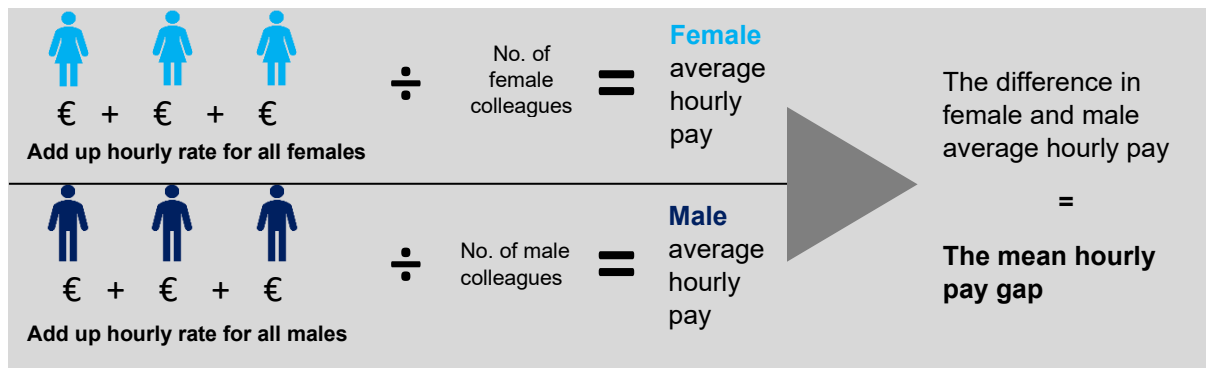 € + € + €
Add up hourly rate for all females
÷
No. of
female
colleagues
=
Female
average
hourly
pay
€ + € + €
Add up hourly rate for all males
÷
No. of male
colleagues
=
Male
average
hourly
pay
The difference in
female and male
average hourly pay
=
The mean hourly
pay gap